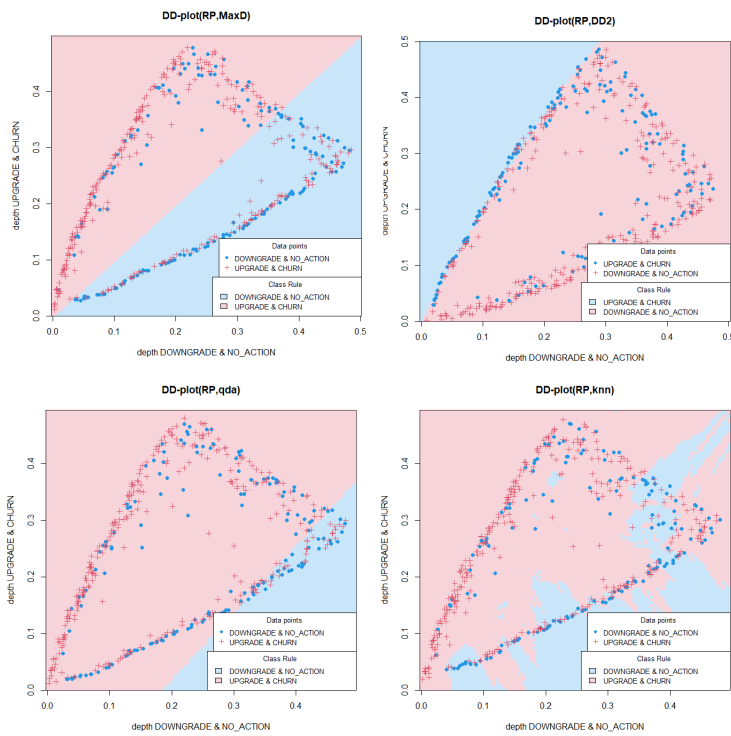 DD-plot(RP,MaxD)
depth UPGRADE & CHURN
0.0
0.1
0.2
0.3
0.4
0.0
0.1
0.2
0.3
0.4
0.5
depth DOWNGRADE & NO_ACTION
Data points
DOWNGRADE & NO_ACTION
UPGRADE & CHURN
Class Rule
DOWNGRADE & NO_ACTION
UPGRADE & CHURN
DD-plot(RP,DD2)
depth UPGRADE & CHURN
0.0
0.1
0.2
0.3
0.4
0.5
0.0
0.1
0.2
0.3
0.4
0.5
depth DOWNGRADE & NO_ACTION
Data points
UPGRADE & CHURN
DOWNGRADE & NO_ACTION
Class Rule
UPGRADE & CHURN
DOWNGRADE & NO_ACTION
DD-plot(RP,qda)
depth UPGRADE & CHURN
0.0
0.1
0.2
0.3
0.4
0.0
0.1
0.2
0.3
0.4
depth DOWNGRADE & NO_ACTION
Data points
DOWNGRADE & NO_ACTION
UPGRADE & CHURN
Class Rule
DOWNGRADE & NO_ACTION
UPGRADE & CHURN
DD-plot(RP,knn)
depth UPGRADE & CHURN
0.0
0.1
0.2
0.3
0.4
0.0
0.1
0.2
0.3
0.4
depth DOWNGRADE & NO_ACTION
Data points
DOWNGRADE & NO_ACTION
UPGRADE & CHURN
Class Rule
DOWNGRADE & NO_ACTION
UPGRADE & CHURN